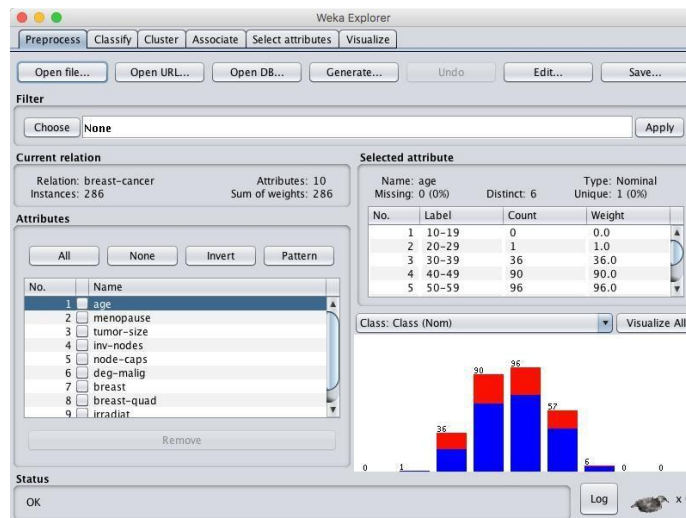 Weka Explorer
Preprocess Classify Cluster Associate Select attributes Visualize
Open file... Open URL... Open DB... Generate... Undo Edit... Save...
Filter
Choose None Apply
Current relation
Relation: breast-cancer Attributes: 10
Instances: 286 Sum of weights: 286
Attributes
All None Invert Pattern
No. Name
1 age
2 menopause
3 tumor-size
4 inv-nodes
5 node-caps
6 deg-malig
7 breast
8 breast-quad
9 irradiat
Remove
Selected attribute
Name: age Type: Nominal
Missing: 0 (0%) Distinct: 6 Unique: 1 (0%)
No. Label Count Weight
1 10-19 0 0.0
2 20-29 1 1.0
3 30-39 36 36.0
4 40-49 90 90.0
5 50-59 96 96.0
Class: Class (Nom) Visualize All
0 1 36 90 96 57 6 0 0
Status
OK
Log x